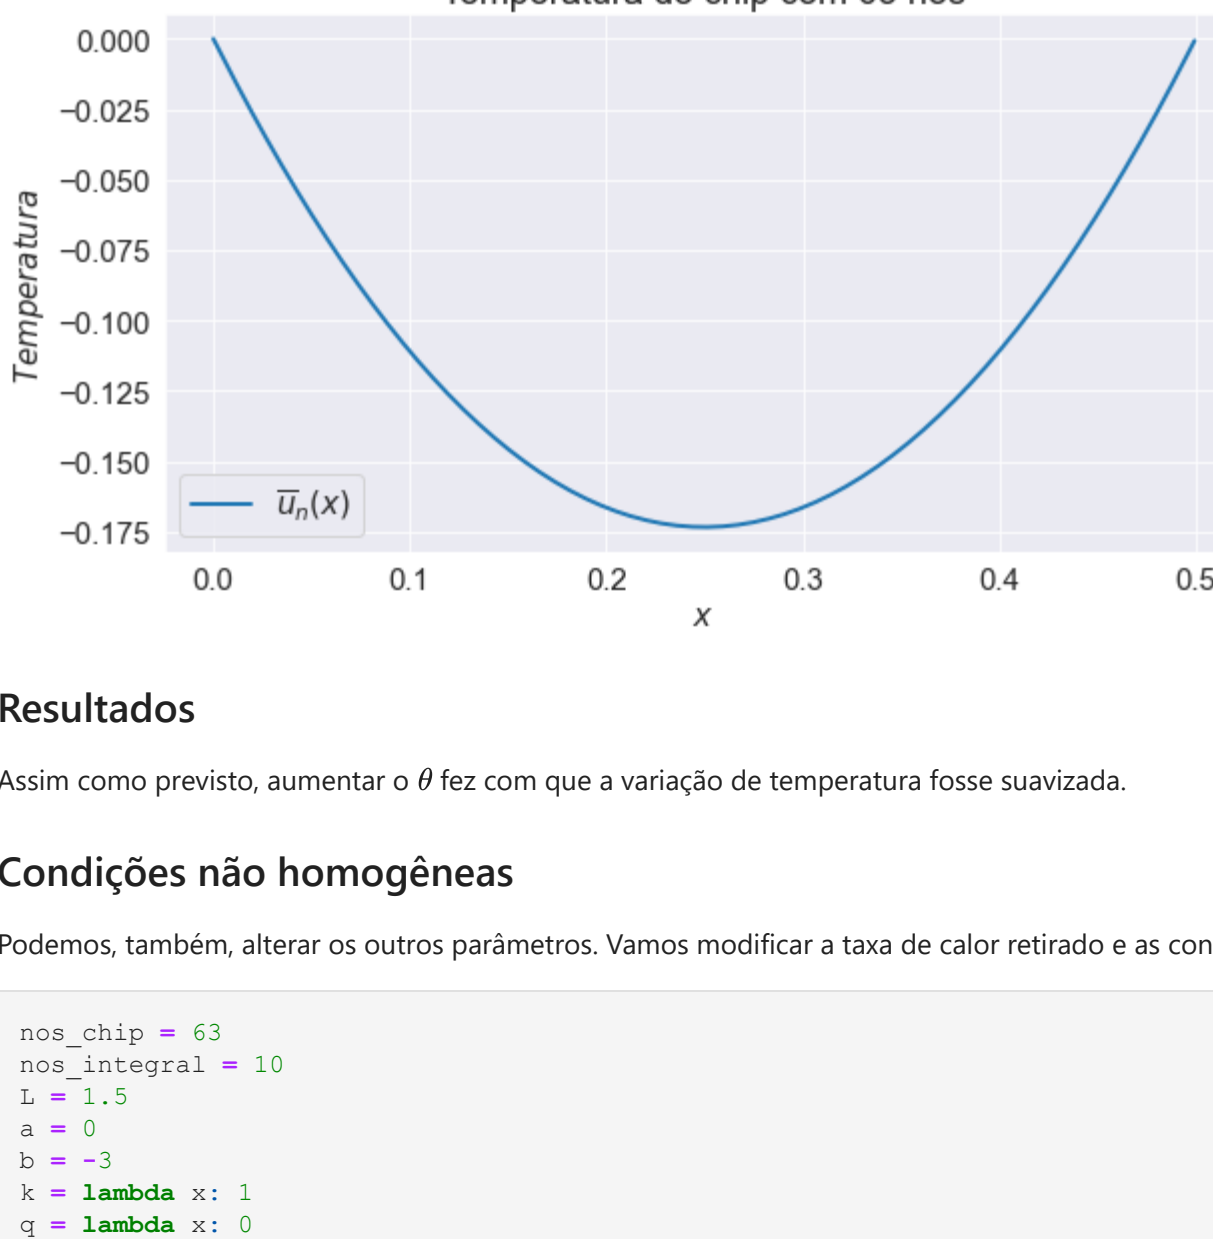 0.000
−0.025
−0.050
−0.075
−0.100
−0.125
−0.150
−0.175
Temperatura
u̅ₙ(x)
0.0 0.1 0.2 0.3 0.4 0.5
x
Resultados
Assim como previsto, aumentar o θ fez com que a variação de temperatura fosse suavizada.
Condições não homogêneas
Podemos, também, alterar os outros parâmetros. Vamos modificar a taxa de calor retirado e as con
nos_chip = 63
nos_integral = 10
L = 1.5
a = 0
b = -3
k = lambda x: 1
q = lambda x: 0